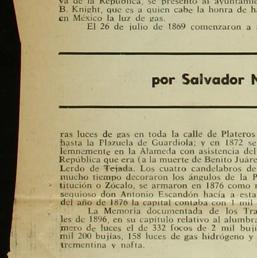 va de la República, se presentó al ayuntamie
B. Knight, que es a quien cabe la honra de ha
en México la luz de gas.
El 26 de julio de 1869 comenzaron a
por Salvador N
ras luces de gas en toda la calle de Plateros
hasta la Plazuela de Guardiola; y en 1872 se
lemnemente en la Alameda con asistencia del
República que era (a la muerte de Benito Juáre
Lerdo de Tejada. Los cuatro candelabros de
mucho tiempo decoraron los ángulos de la P
titución o Zócalo, se armaron en 1876 como
sequioso don Antonio Escandón hacía a esta
del año de 1876 la capital contaba con 1 mil
La Memoria documentada de los Tra
les de 1896, en su capítulo relativo al alumbra
mero de luces el de 332 focos de 2 mil bují
mil 200 bujías, 158 luces de gas hidrógeno y
trementina y nafta.